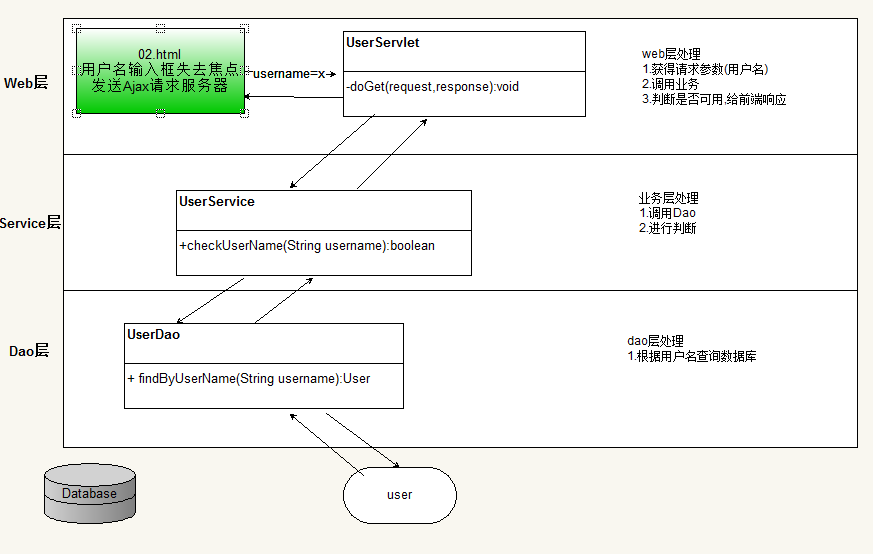 Web层
02.html
用户名输入框失去焦点
发送Ajax请求服务器
username=x
UserServlet
-doGet(request,response):void
web层处理
1.获得请求参数(用户名)
2.调用业务
3.判断是否可用,给前端响应
Service层
UserService
+checkUserName(String username):boolean
业务层处理
1.调用Dao
2.进行判断
Dao层
UserDao
+ findByUserName(String username):User
dao层处理
1.根据用户名查询数据库
Database
user